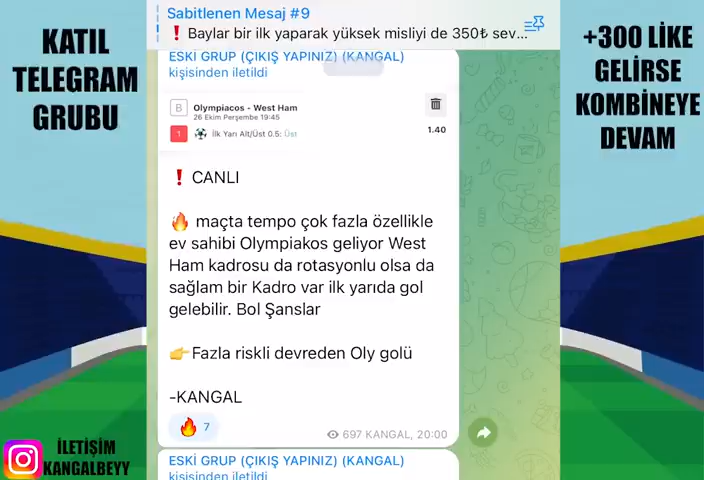 KATIL
TELEGRAM
GRUBU
Sabitlenen Mesaj #9
❗ Baylar bir ilk yaparak yüksek misliyi de 350₺ sev...
+300 LİKE
GELİRSE
KOMBİNEYE
DEVAM
ESKİ GRUP (ÇIKIŞ YAPINIZ) (KANGAL)
kişisinden iletildi
B Olympiacos - West Ham
26 Ekim Perşembe 19:45
1 ⚽ İlk Yarı Alt/Üst 0.5: Üst
1.40
❗ CANLI
🔥 maçta tempo çok fazla özellikle
ev sahibi Olympiakos geliyor West
Ham kadrosu da rotasyonlu olsa da
sağlam bir Kadro var ilk yarıda gol
gelebilir. Bol Şanslar
👉Fazla riskli devreden Oly golü
-KANGAL
🔥 7
697 KANGAL, 20:00
ESKİ GRUP (ÇIKIŞ YAPINIZ) (KANGAL)
kişisinden iletildi
İLETİŞİM
KANGALBEYY